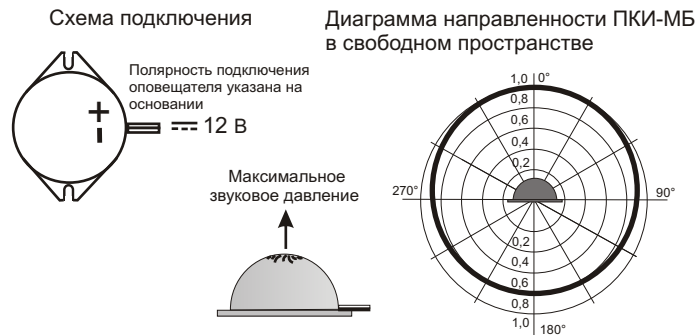 Схема подключения
Полярность подключения
оповещателя указана на
основании
+
-
12 В
Максимальное
звуковое давление
Диаграмма направленности ПКИ-МБ
в свободном пространстве
1,0 0°
0,8
0,6
0,4
0,2
270°
90°
0,2
0,4
0,6
0,8
1,0
180°